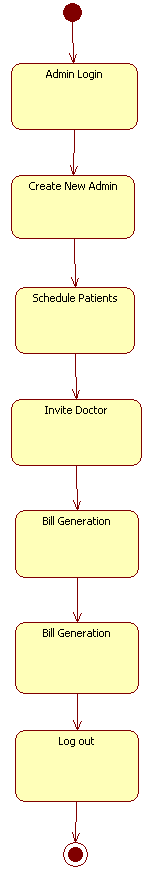 Admin Login
Create New Admin
Schedule Patients
Invite Doctor
Bill Generation
Bill Generation
Log out